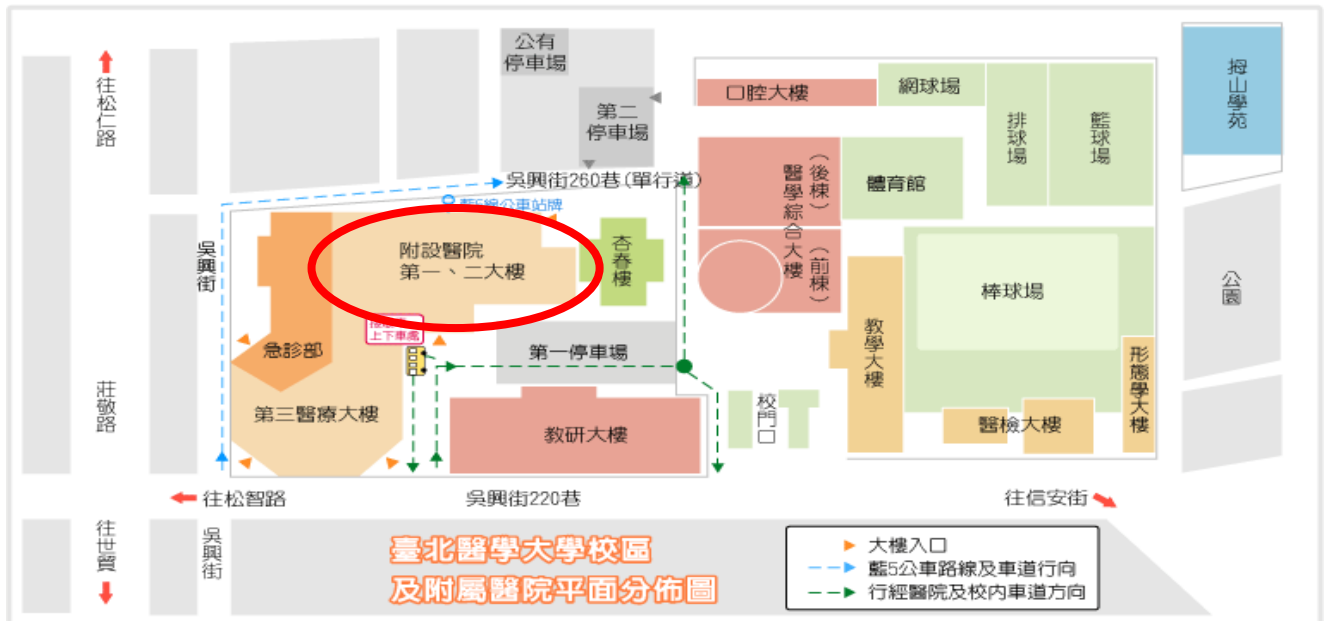 公有
停車場
往松仁路
第二
停車場
口腔大樓
網球場
排球場
籃球場
拇山學苑
吳興街260巷(單行道)
藍5線公車站牌
吳興街
附設醫院
第一、二大樓
杏春樓
醫學綜合大樓
(後棟)
(前棟)
體育館
棒球場
公園
上下車處
急診部
第一停車場
教學大樓
形態學大樓
莊敬路
第三醫療大樓
教研大樓
校門口
醫檢大樓
往松智路
吳興街220巷
往信安街
往世貿
吳興街
臺北醫學大學校區
及附屬醫院平面分佈圖
大樓入口
藍5公車路線及車道行向
行經醫院及校內車道方向